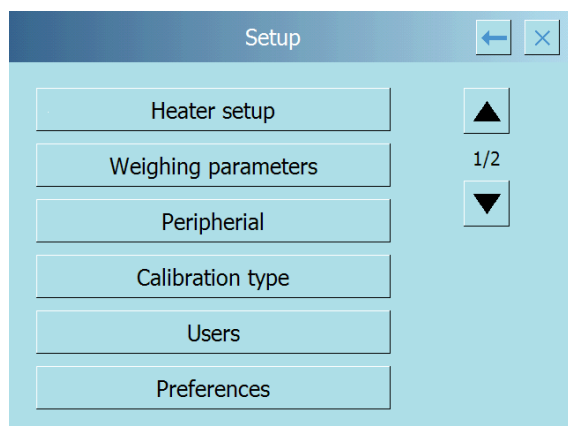 Setup
Heater setup
Weighing parameters
1/2
Peripherial
Calibration type
Users
Preferences